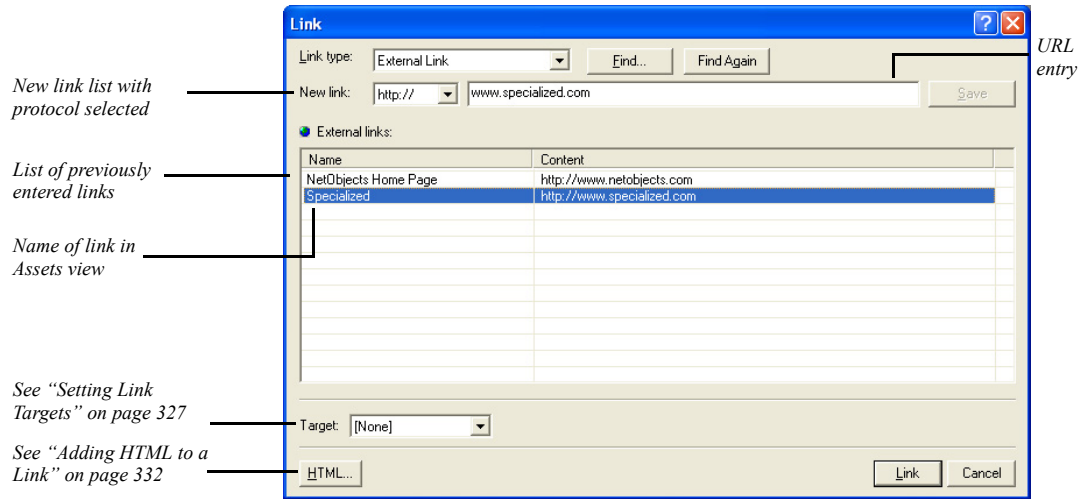 Link
Link type:
External Link
Find...
Find Again
URL
entry
New link list with
protocol selected
New link:
http://
www.specialized.com
Save
External links:
List of previously
entered links
Name
Content
NetObjects Home Page
http://www.netobjects.com
Specialized
http://www.specialized.com
Name of link in
Assets view
See “Setting Link
Targets” on page 327
Target:
[None]
See “Adding HTML to a
Link” on page 332
HTML...
Link
Cancel